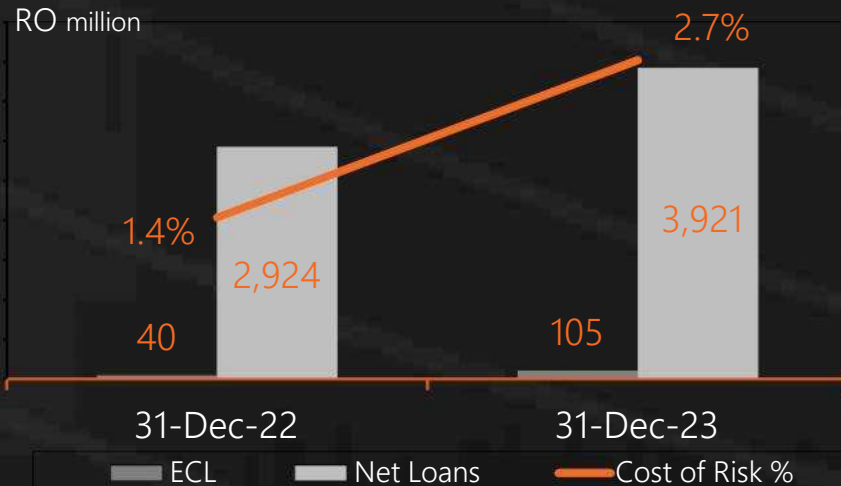 RO million
2.7%
1.4%
3,921
2,924
40
105
31-Dec-22
31-Dec-23
ECL
Net Loans
Cost of Risk %